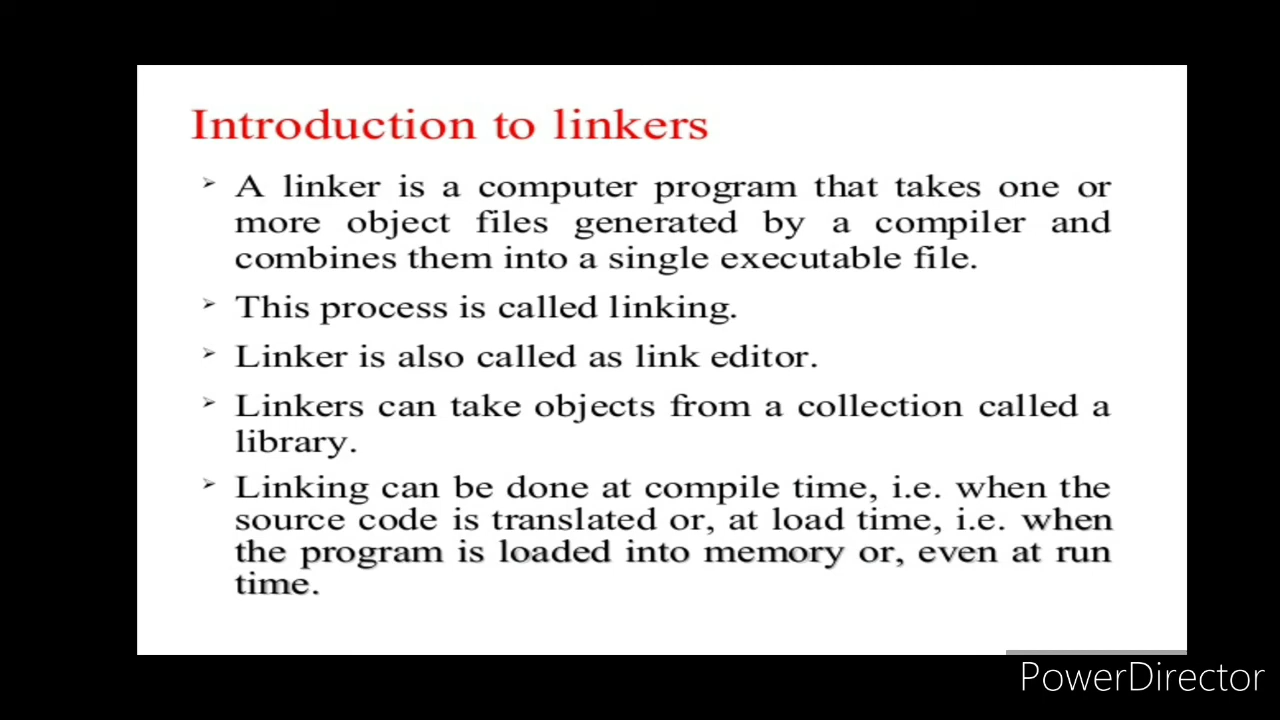 Introduction to linkers
➢ A linker is a computer program that takes one or
more object files generated by a compiler and
combines them into a single executable file.
➢ This process is called linking.
➢ Linker is also called as link editor.
➢ Linkers can take objects from a collection called a
library.
➢ Linking can be done at compile time, i.e. when the
source code is translated or, at load time, i.e. when
the program is loaded into memory or, even at run
time.
PowerDirector